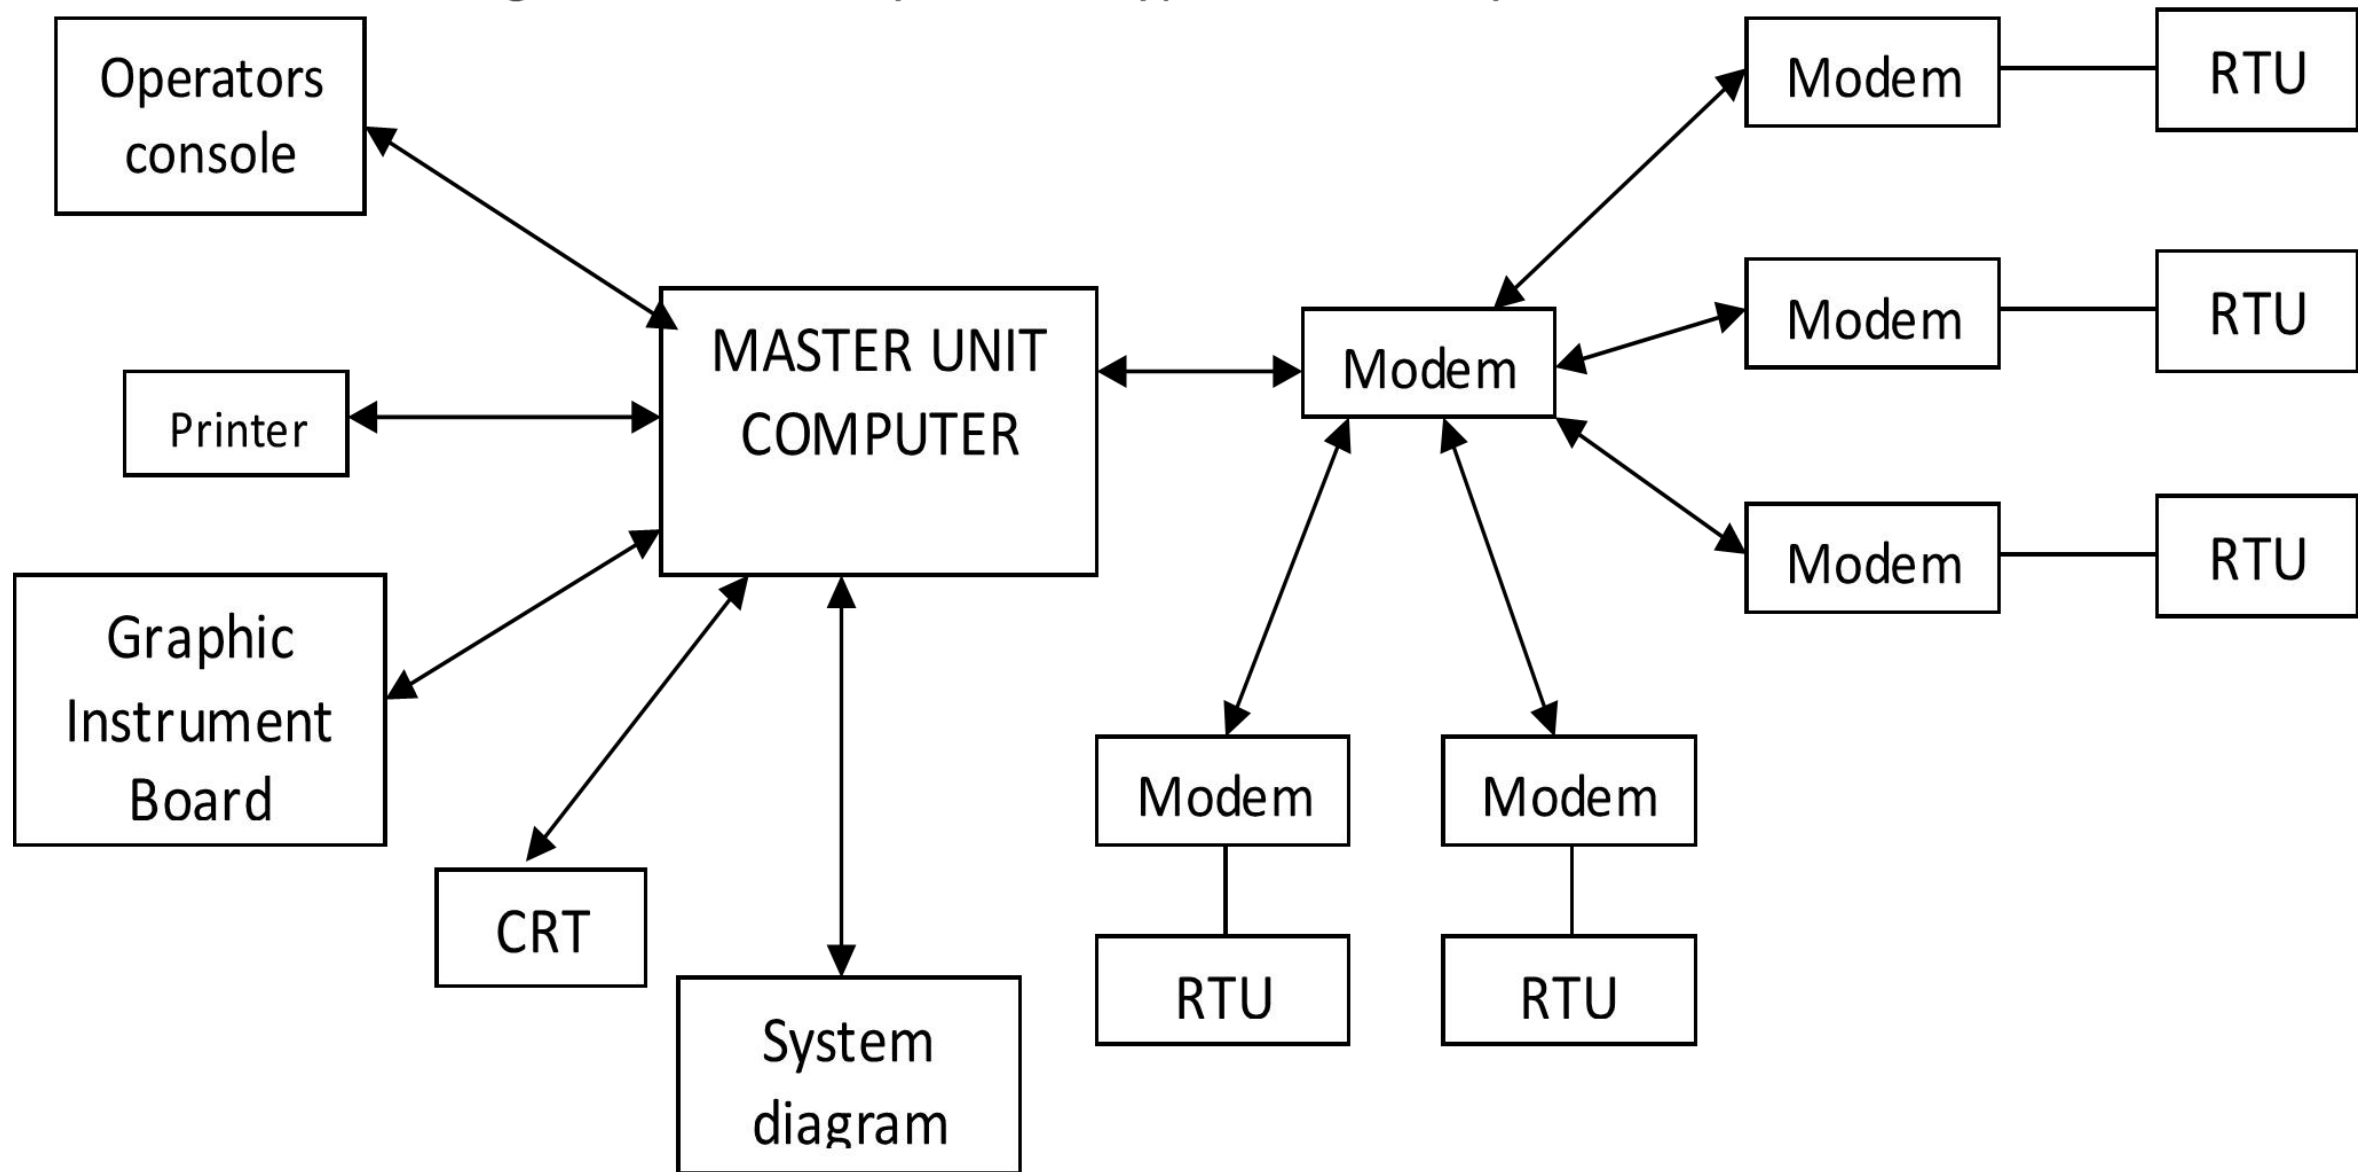 Operators
console
Modem
RTU
MASTER UNIT
COMPUTER
Modem
Modem
RTU
Printer
Modem
RTU
Graphic
Instrument
Board
Modem
Modem
CRT
RTU
RTU
System
diagram